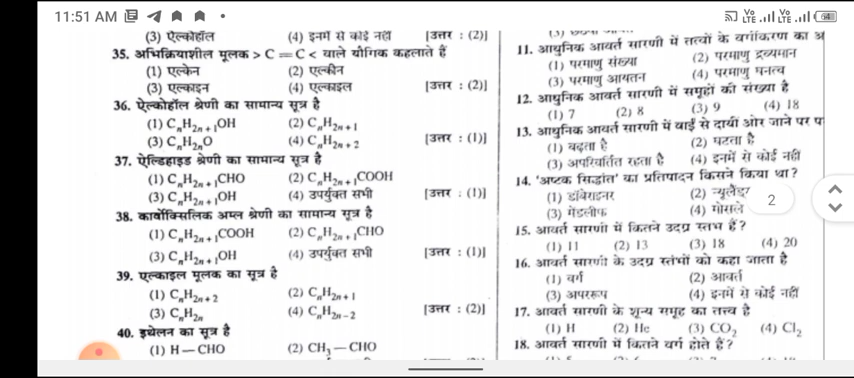 11:51 AM
Vo LTE Vo LTE 64
(3) ऐल्कोहॉल (4) इनमें से कोई नहीं [उत्तर : (2)]
35. अभिक्रियाशील मूलक > C = C < वाले यौगिक कहलाते हैं
(1) एल्केन (2) एल्कीन
(3) एल्काइन (4) एल्काइल [उत्तर : (2)]
36. ऐल्कोहॉल श्रेणी का सामान्य सूत्र है
(1) CₙH₂ₙ₊₁OH (2) CₙH₂ₙ₊₁
(3) CₙH₂ₙO (4) CₙH₂ₙ₊₂ [उत्तर : (1)]
37. ऐल्डिहाइड श्रेणी का सामान्य सूत्र है
(1) CₙH₂ₙ₊₁CHO (2) CₙH₂ₙ₊₁COOH
(3) CₙH₂ₙ₊₁OH (4) उपर्युक्त सभी [उत्तर : (1)]
38. कार्बोक्सिलिक अम्ल श्रेणी का सामान्य सूत्र है
(1) CₙH₂ₙ₊₁COOH (2) CₙH₂ₙ₊₁CHO
(3) CₙH₂ₙ₊₁OH (4) उपर्युक्त सभी [उत्तर : (1)]
39. एल्काइल मूलक का सूत्र है
(1) CₙH₂ₙ₊₂ (2) CₙH₂ₙ₊₁
(3) CₙH₂ₙ (4) CₙH₂ₙ₋₂ [उत्तर : (2)]
40. इथेलन का सूत्र है
(1) H — CHO (2) CH₃ — CHO
11. आधुनिक आवर्त सारणी में तत्वों के वर्गीकरण का अ
(1) परमाणु संख्या (2) परमाणु द्रव्यमान
(3) परमाणु आयतन (4) परमाणु घनत्व
12. आधुनिक आवर्त सारणी में समूहों की संख्या है
(1) 7 (2) 8 (3) 9 (4) 18
13. आधुनिक आवर्त सारणी में बाईं से दायीं ओर जाने पर प
(1) बढ़ता है (2) घटता है
(3) अपरिवर्तित रहता है (4) इनमें से कोई नहीं
14. 'अष्टक सिद्धांत' का प्रतिपादन किसने किया था?
(1) डॉबेराइनर (2) न्यूलैंड्
(3) मेंडलीफ (4) मोसले
2
15. आवर्त सारणी में कितने उदग्र स्तंभ हैं?
(1) 11 (2) 13 (3) 18 (4) 20
16. आवर्त सारणी के उदग्र स्तंभों को कहा जाता है
(1) वर्ग (2) आवर्त
(3) अपररूप (4) इनमें से कोई नहीं
17. आवर्त सारणी के शून्य समूह का तत्त्व है
(1) H (2) He (3) CO₂ (4) Cl₂
18. आवर्त सारणी में कितने वर्ग होते हैं?